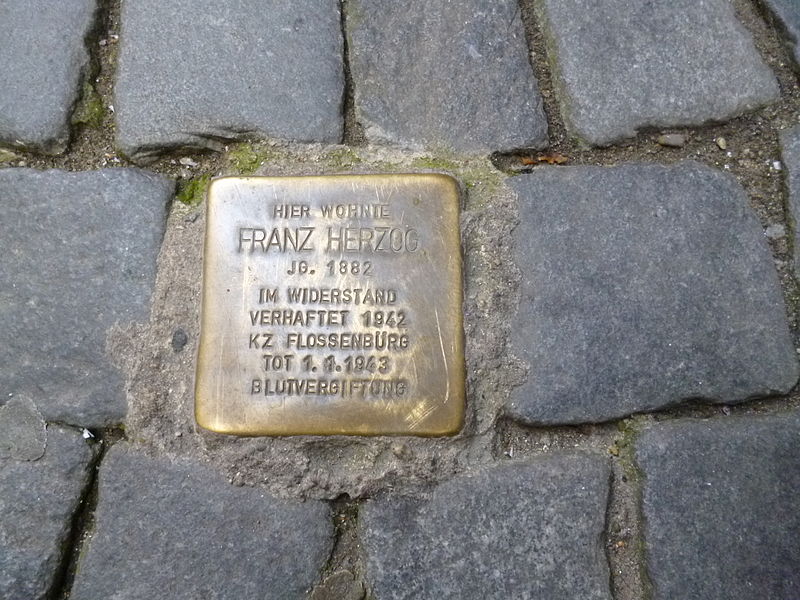 HIER WOHNTE
FRANZ HERZOG
JG. 1882
IM WIDERSTAND
VERHAFTET 1942
KZ FLOSSENBÜRG
TOT 1.1.1943
BLUTVERGIFTUNG